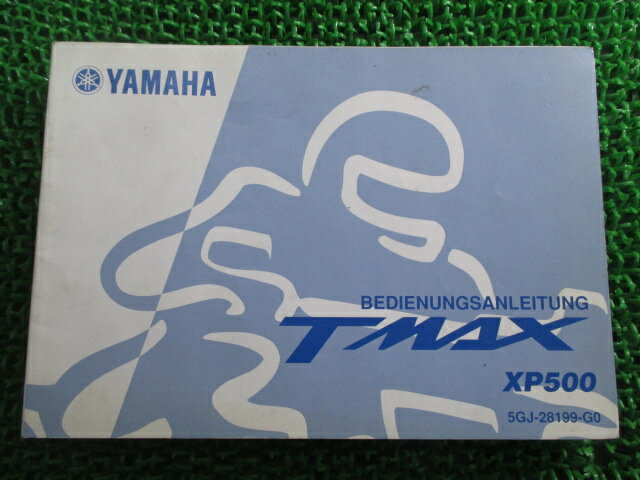 YAMAHA
BEDIENUNGSANLEITUNG
TMAX
XP500
5GJ-28199-G0